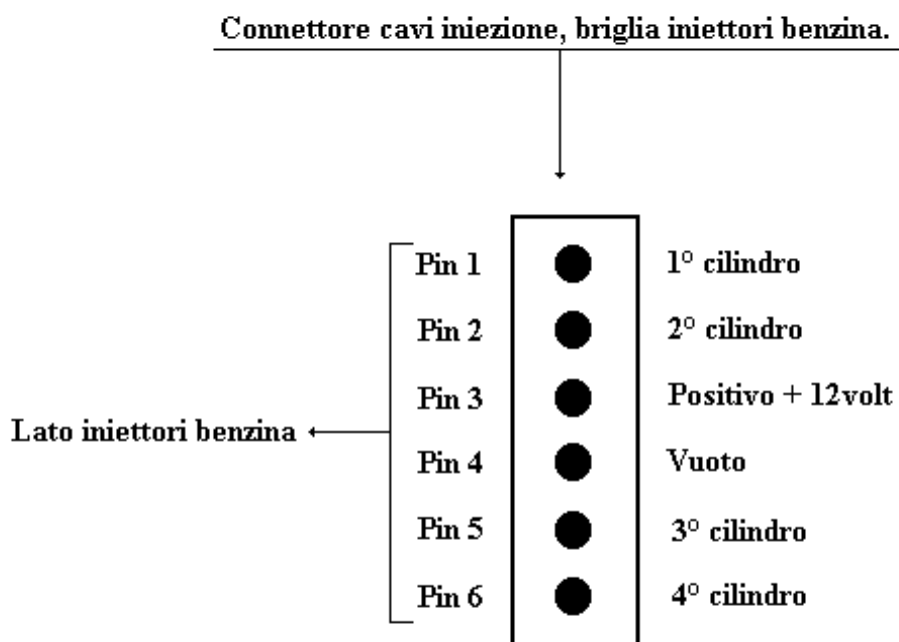 Connettore cavi iniezione, briglia iniettori benzina.
Pin 1 1° cilindro
Pin 2 2° cilindro
Pin 3 Positivo + 12volt
Lato iniettori benzina
Pin 4 Vuoto
Pin 5 3° cilindro
Pin 6 4° cilindro